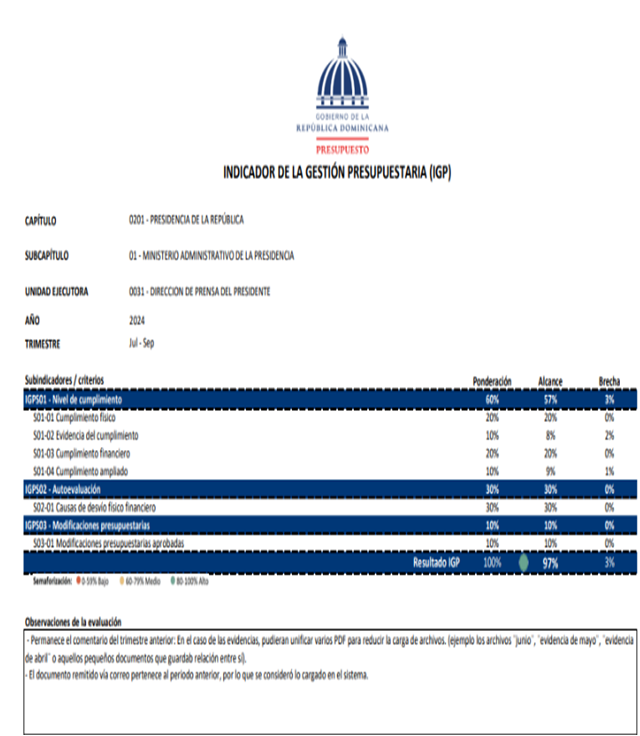 GOBIERNO DE LA
REPÚBLICA DOMINICANA
PRESUPUESTO
INDICADOR DE LA GESTIÓN PRESUPUESTARIA (IGP)
CAPÍTULO 0201 - PRESIDENCIA DE LA REPÚBLICA
SUBCAPÍTULO 01 - MINISTERIO ADMINISTRATIVO DE LA PRESIDENCIA
UNIDAD EJECUTORA 0031 - DIRECCION DE PRENSA DEL PRESIDENTE
AÑO 2024
TRIMESTRE Jul - Sep
Subindicadores / criterios Ponderación Alcance Brecha
IGPS01 - Nivel de cumplimiento 60% 57% 3%
S01-01 Cumplimiento físico 20% 20% 0%
S01-02 Evidencia del cumplimiento 10% 8% 2%
S01-03 Cumplimiento financiero 20% 20% 0%
S01-04 Cumplimiento ampliado 10% 9% 1%
IGPS02 - Autoevaluación 30% 30% 0%
S02-01 Causas de desvío físico financiero 30% 30% 0%
IGPS03 - Modificaciones presupuestarias 10% 10% 0%
S03-01 Modificaciones presupuestarias aprobadas 10% 10% 0%
Resultado IGP 100% 97% 3%
Semaforización: 0-59% Bajo 60-79% Medio 80-100% Alto
Observaciones de la evaluación
- Permanece el comentario del trimestre anterior: En el caso de las evidencias, pudieran unificar varios PDF para reducir la carga de archivos. (ejemplo los archivos ¨junio¨, ¨evidencia de mayo¨, ¨evidencia
de abril¨ o aquellos pequeños documentos que guardab relación entre sí).
- El documento remitido vía correo pertenece al periodo anterior, por lo que se consideró lo cargado en el sistema.